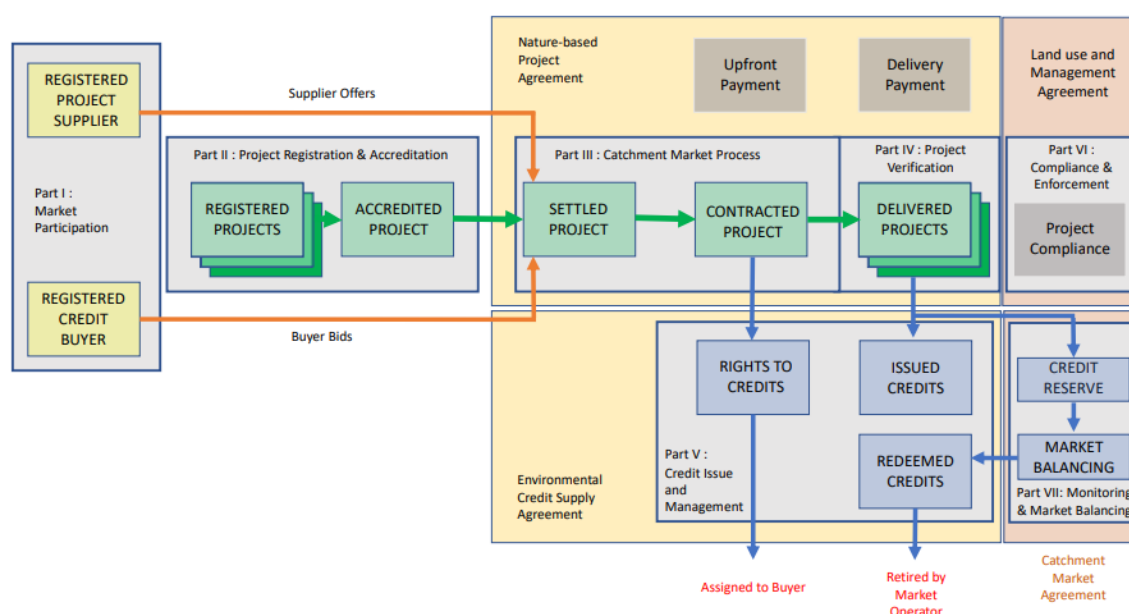 REGISTERED
PROJECT
SUPPLIER
Part I :
Market
Participation
REGISTERED
CREDIT
BUYER
Supplier Offers
Buyer Bids
Part II : Project Registration & Accreditation
REGISTERED
PROJECTS
ACCREDITED
PROJECT
Nature-based
Project
Agreement
Upfront
Payment
Delivery
Payment
Part III : Catchment Market Process
SETTLED
PROJECT
CONTRACTED
PROJECT
Part IV : Project
Verification
DELIVERED
PROJECTS
Land use and
Management
Agreement
Part VI :
Compliance &
Enforcement
Project
Compliance
RIGHTS TO
CREDITS
ISSUED
CREDITS
REDEEMED
CREDITS
Part V :
Credit Issue
and
Management
Environmental
Credit Supply
Agreement
CREDIT
RESERVE
MARKET
BALANCING
Part VII: Monitoring
& Market Balancing
Assigned to Buyer
Retired by
Market
Operator
Catchment
Market
Agreement